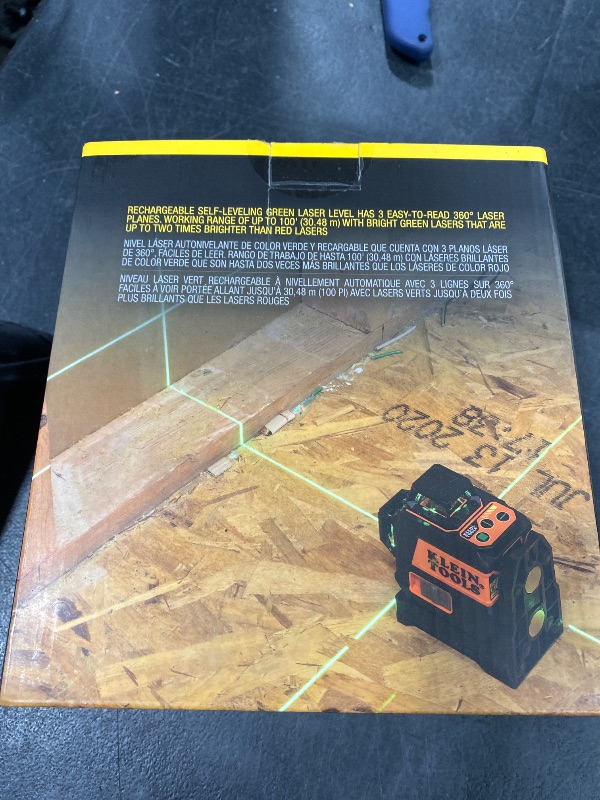 RECHARGEABLE SELF-LEVELING GREEN LASER LEVEL HAS 3 EASY-TO-READ 360° LASER
PLANES. WORKING RANGE OF UP TO 100' (30.48 m) WITH BRIGHT GREEN LASERS THAT ARE
UP TO TWO TIMES BRIGHTER THAN RED LASERS
NIVEL LÁSER AUTONIVELANTE DE COLOR VERDE Y RECARGABLE QUE CUENTA CON 3 PLANOS LÁSER
DE 360°, FÁCILES DE LEER. RANGO DE TRABAJO DE HASTA 100' (30.48 m) CON LÁSERES BRILLANTES
DE COLOR VERDE QUE SON HASTA DOS VECES MÁS BRILLANTES QUE LOS LÁSERES DE COLOR ROJO
NIVEAU LASER VERT RECHARGEABLE À NIVELLEMENT AUTOMATIQUE AVEC 3 LIGNES SUR 360°
FACILES À VOIR PORTÉE ALLANT JUSQU'À 30.48 m (100 PI) AVEC LASERS VERTS JUSQU'À DEUX FOIS
PLUS BRILLANTS QUE LES LASERS ROUGES
JUL 13 2020
KLEIN
TOOLS